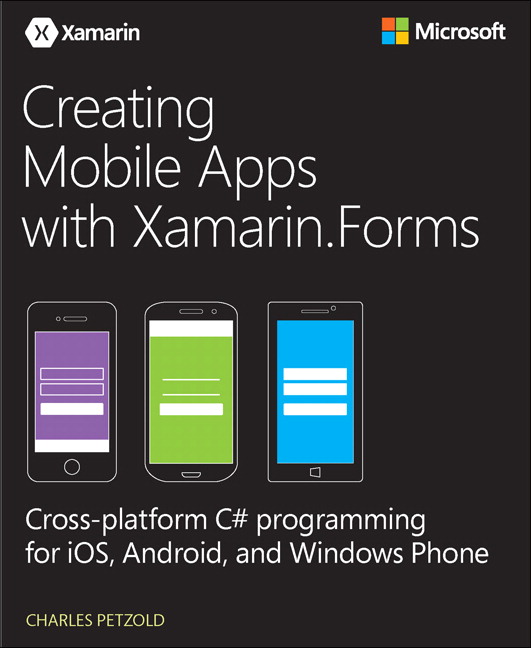 Xamarin
Microsoft
Creating
Mobile Apps
with Xamarin.Forms
Cross-platform C# programming
for iOS, Android, and Windows Phone
CHARLES PETZOLD